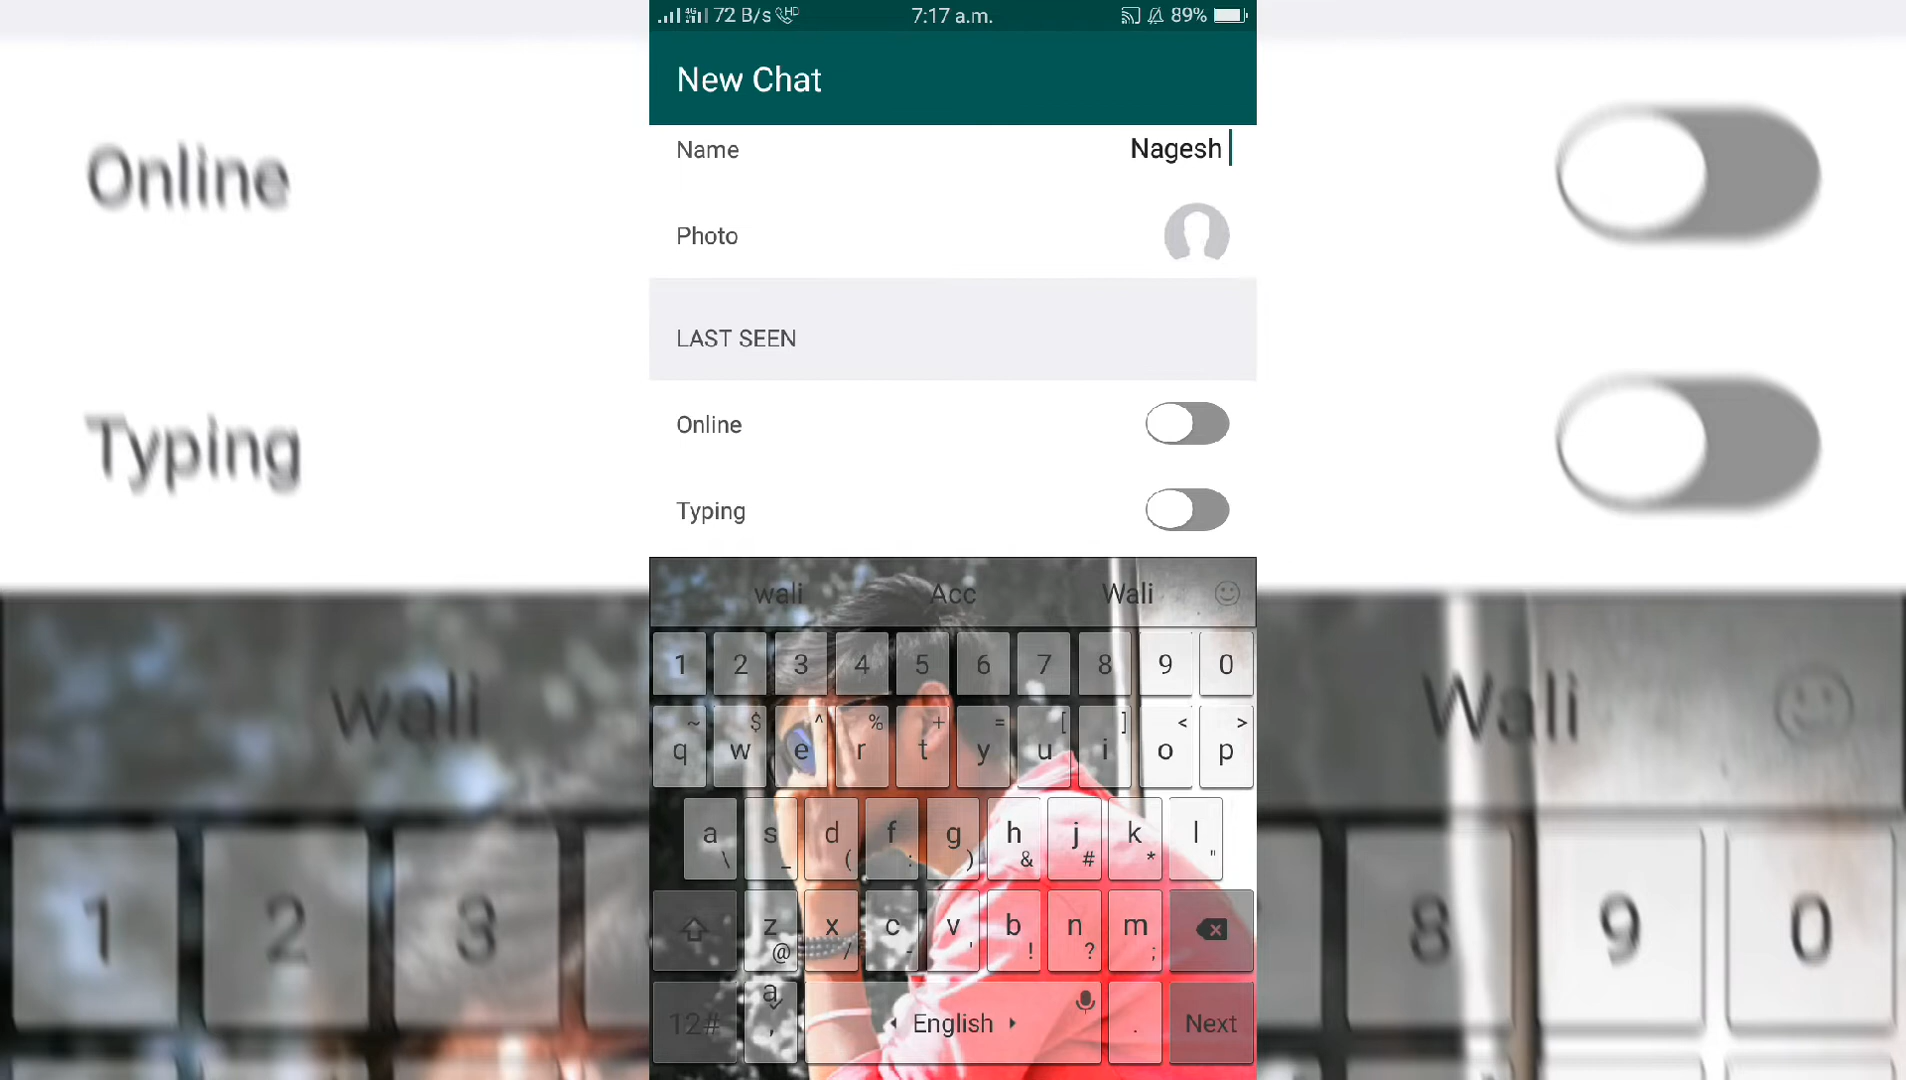 72 B/s HD 7:17 a.m. 89%
New Chat
Name Nagesh
Photo
LAST SEEN
Online
Typing
wali Acc Wali
1 2 3 4 5 6 7 8 9 0
~ $ ^ % + = [ ] < >
q w e r t y u i o p
a s d f g h j k l
\ _ ( : ) & # * "
z x c v b n m
@ / - ' ! ? ;
12# a , English . Next
Online
Typing
wali Wali
1 2 3 8 9 0